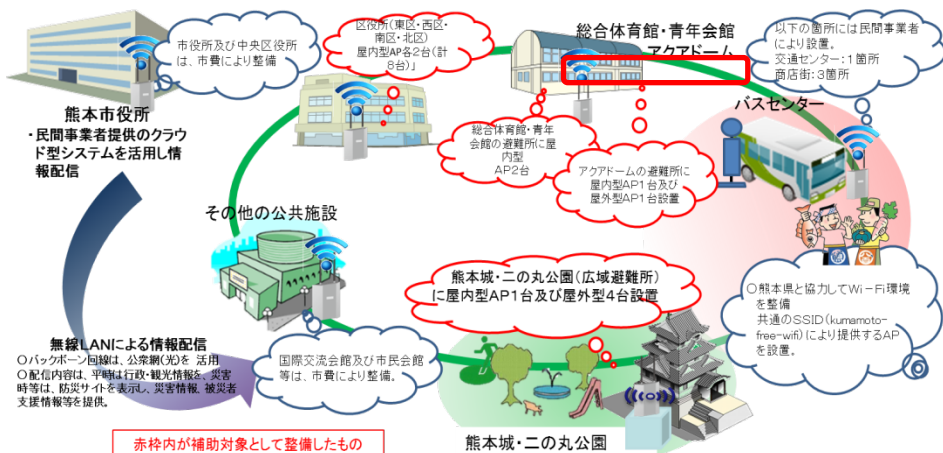 市役所及び中央区役所
は、市費により整備
区役所(東区・西区・
南区・北区)
屋内型AP各2台(計
8台)」
総合体育館・青年会館
アクアドーム
以下の箇所には民間事業者
により設置。
交通センター:1箇所
商店街:3箇所
熊本市役所
・民間事業者提供のクラウ
ド型システムを活用し情
報配信
バスセンター
総合体育館・青年
会館の避難所に屋
内型
AP2台
アクアドームの避難所に
屋内型AP1台及び
屋外型AP1台設置
その他の公共施設
熊本城・二の丸公園(広域避難所)
に屋内型AP1台及び屋外型4台設置
○熊本県と協力してWi-Fi環境
を整備
共通のSSID(kumamoto-
free-wifi)により提供するAP
を設置。
無線LANによる情報配信
○バックボーン回線は、公衆網(光)を 活用
○配信内容は、平時は行政・観光情報を、災害
時等は、防災サイトを表示し、災害情報、被災者
支援情報等を提供。
国際交流会館及び市民会館
等は、市費により整備。
熊本城・二の丸公園
赤枠内が補助対象として整備したもの